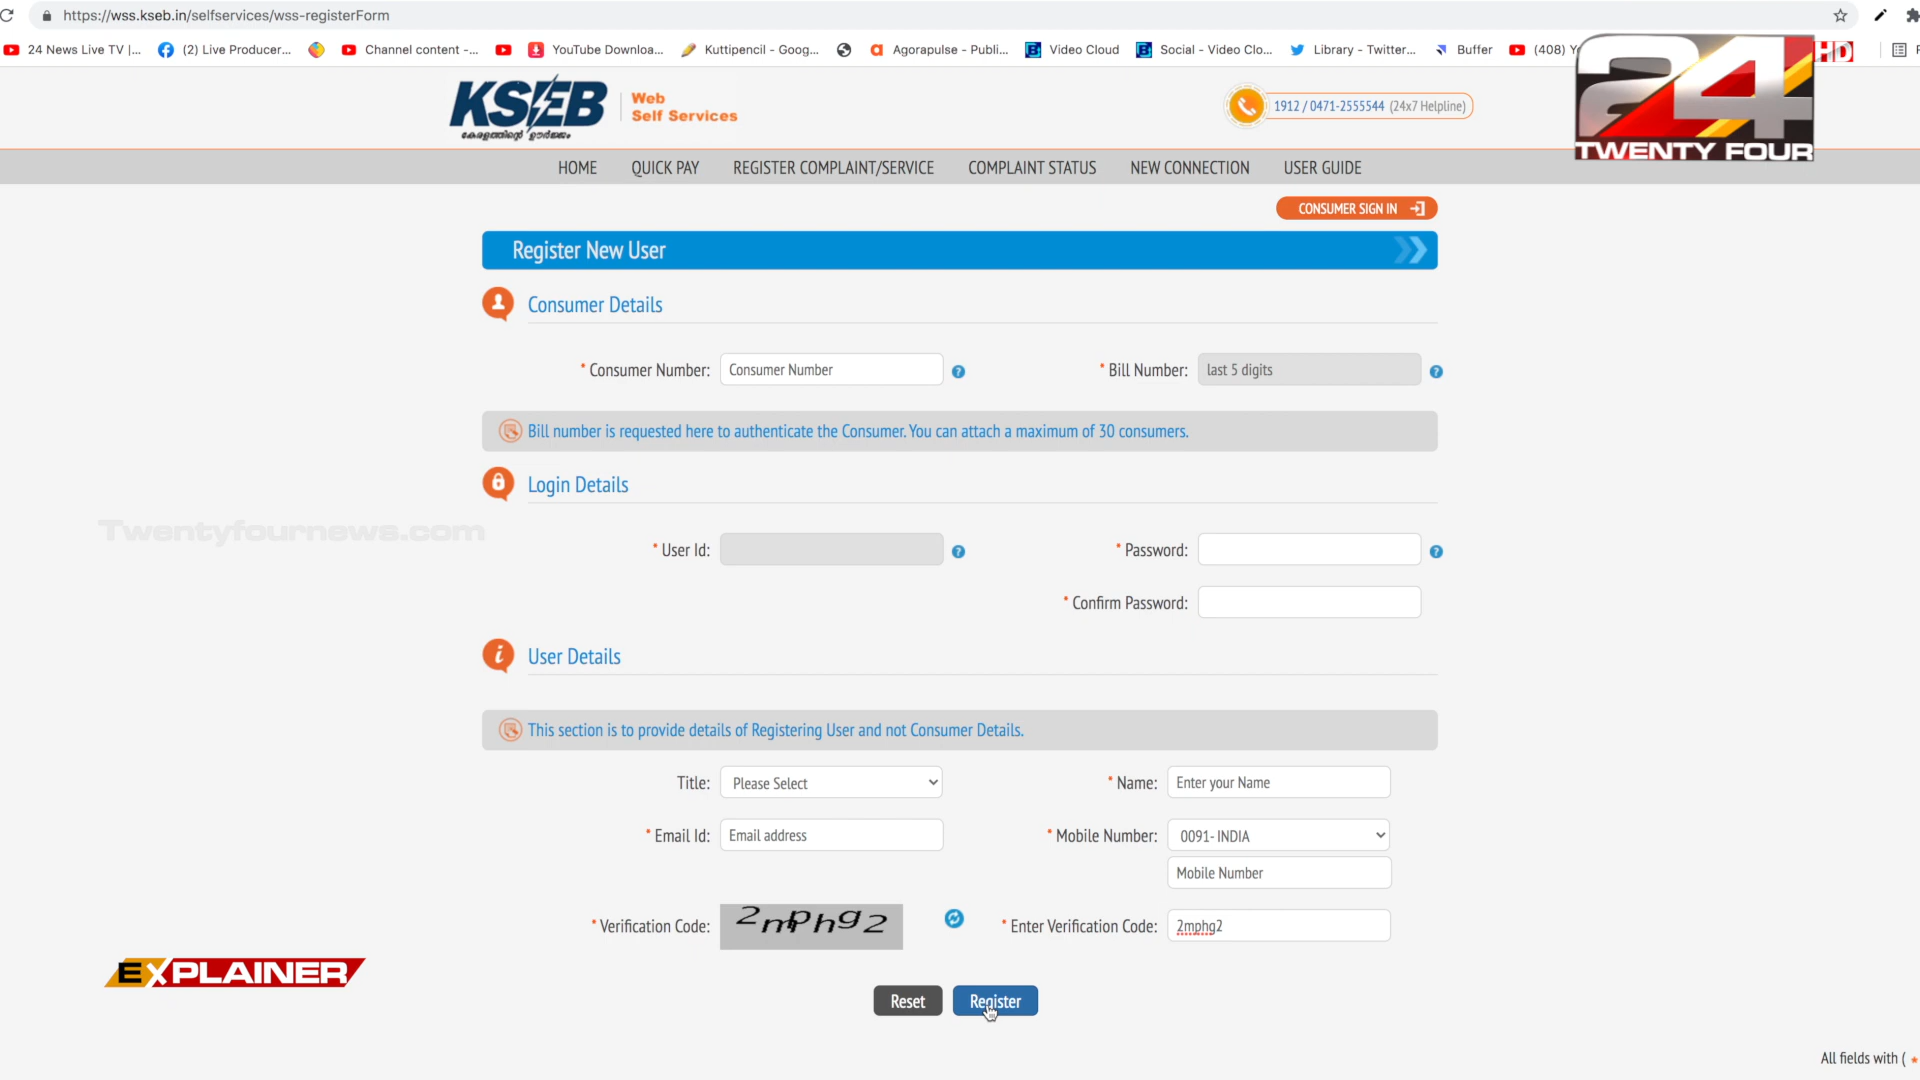 https://wss.kseb.in/selfservices/wss-registerForm
24 News Live TV |...
(2) Live Producer...
Channel content -...
YouTube Downloa...
Kuttipencil - Goog...
Agorapulse - Publi...
Video Cloud
Social - Video Clo...
Library - Twitter...
Buffer
(408) Y
24
HD
TWENTY FOUR
KSEB
കേരളത്തിന്റെ ഊർജ്ജം
Web
Self Services
1912 / 0471-2555544 (24x7 Helpline)
HOME
QUICK PAY
REGISTER COMPLAINT/SERVICE
COMPLAINT STATUS
NEW CONNECTION
USER GUIDE
CONSUMER SIGN IN
Register New User
Consumer Details
* Consumer Number:
Consumer Number
* Bill Number:
last 5 digits
Bill number is requested here to authenticate the Consumer. You can attach a maximum of 30 consumers.
Login Details
Twentyfournews.com
* User Id:
* Password:
* Confirm Password:
User Details
This section is to provide details of Registering User and not Consumer Details.
Title:
Please Select
* Name:
Enter your Name
* Email Id:
Email address
* Mobile Number:
0091- INDIA
Mobile Number
* Verification Code:
2mphg2
* Enter Verification Code:
2mphg2
EXPLAINER
Reset
Register
All fields with ( *